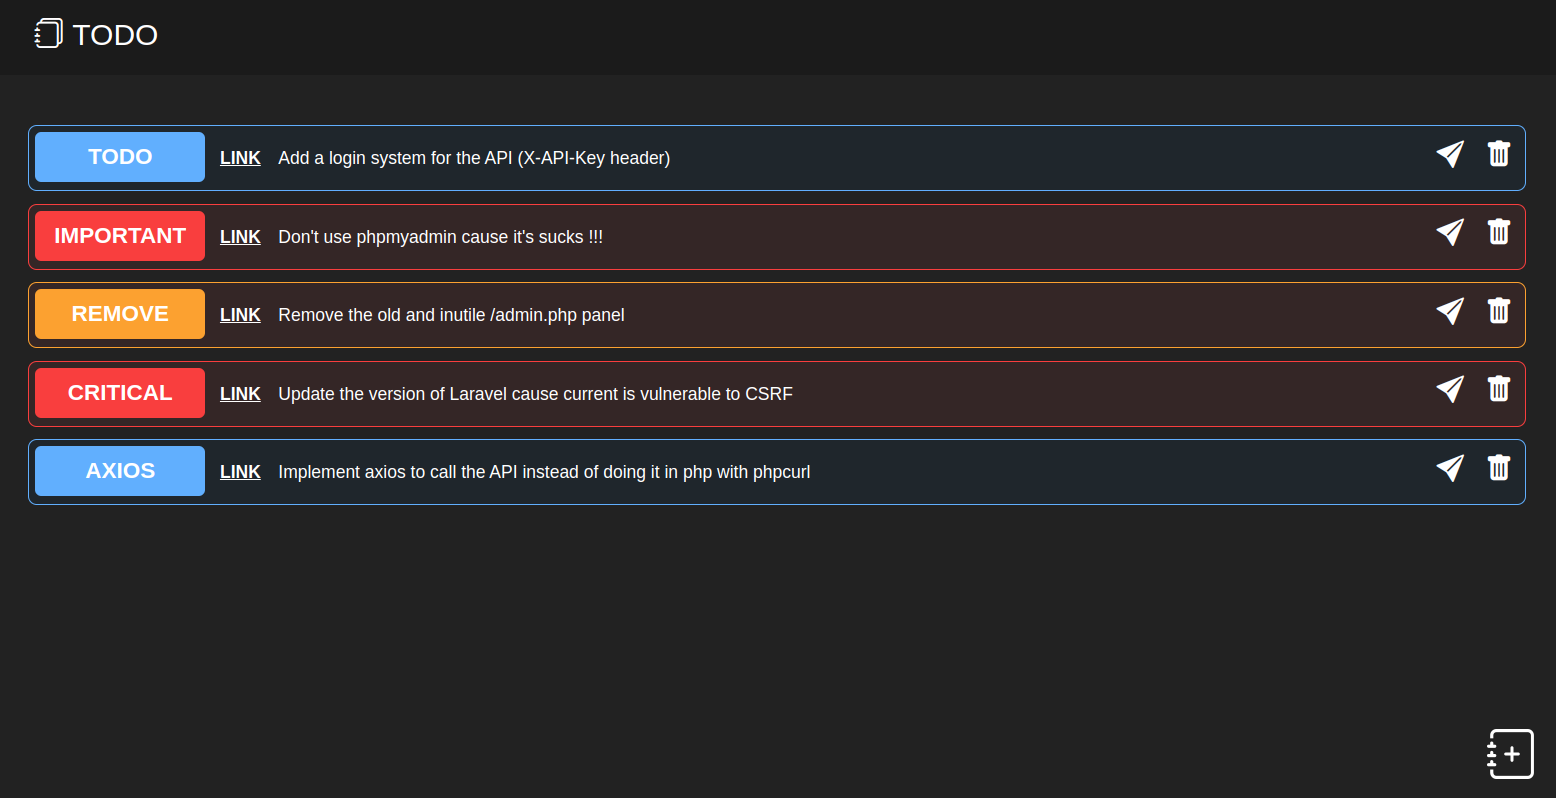 TODO
TODO LINK Add a login system for the API (X-API-Key header)
IMPORTANT LINK Don't use phpmyadmin cause it's sucks !!!
REMOVE LINK Remove the old and inutile /admin.php panel
CRITICAL LINK Update the version of Laravel cause current is vulnerable to CSRF
AXIOS LINK Implement axios to call the API instead of doing it in php with phpcurl